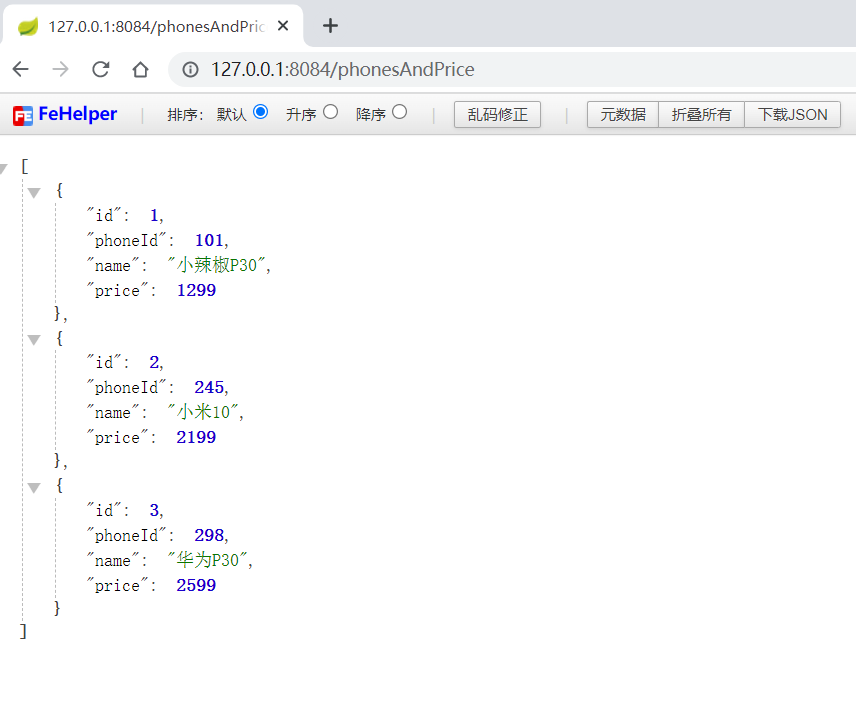 127.0.0.1:8084/phonesAndPric
127.0.0.1:8084/phonesAndPrice
FeHelper | 排序: 默认 升序 降序 | 乱码修正 | 元数据 折叠所有 下载JSON
[
{
"id": 1,
"phoneId": 101,
"name": "小辣椒P30",
"price": 1299
},
{
"id": 2,
"phoneId": 245,
"name": "小米10",
"price": 2199
},
{
"id": 3,
"phoneId": 298,
"name": "华为P30",
"price": 2599
}
]